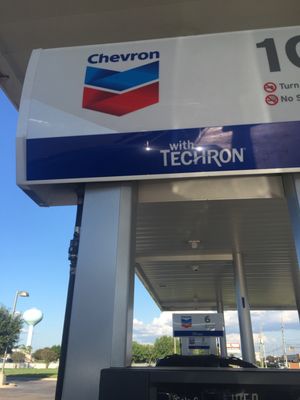 Chevron
10
Turn
No S
with
TECHRON
6